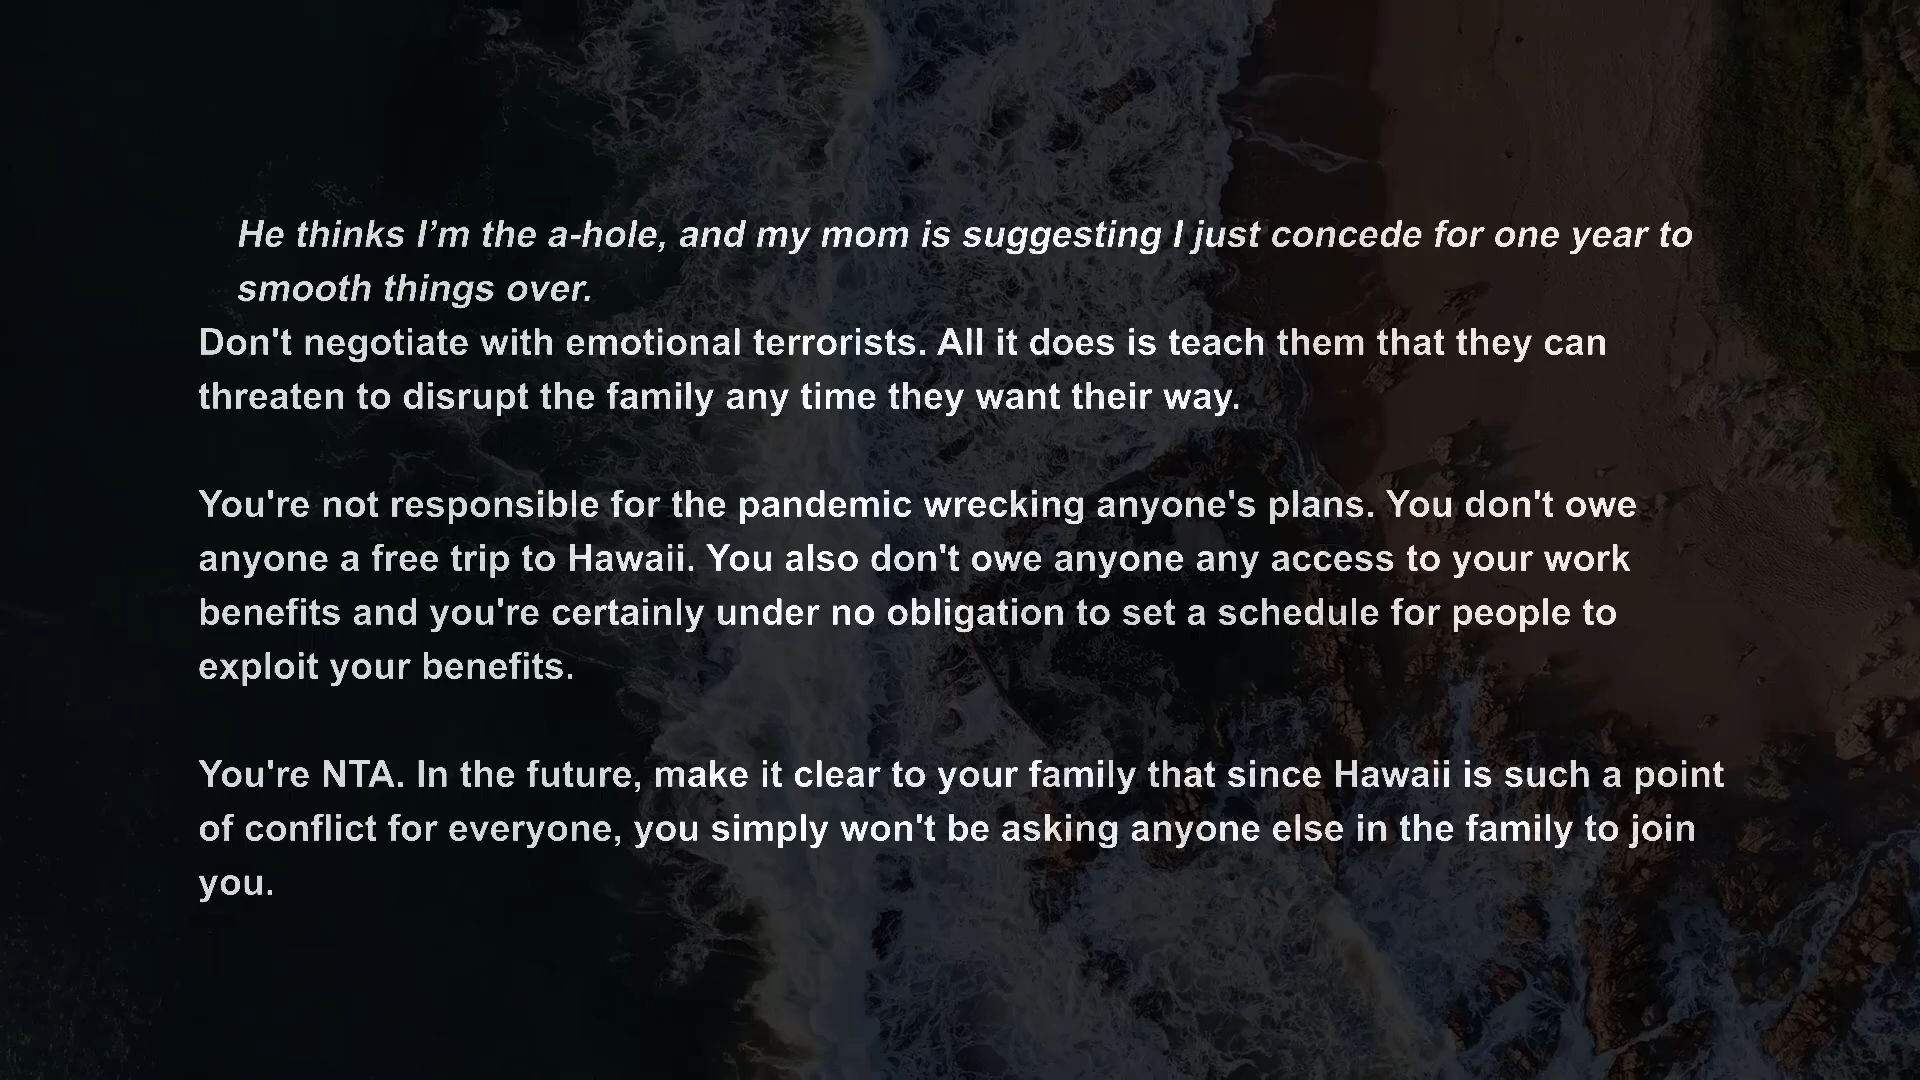 He thinks I’m the a-hole, and my mom is suggesting I just concede for one year to
smooth things over.
Don't negotiate with emotional terrorists. All it does is teach them that they can
threaten to disrupt the family any time they want their way.
You're not responsible for the pandemic wrecking anyone's plans. You don't owe
anyone a free trip to Hawaii. You also don't owe anyone any access to your work
benefits and you're certainly under no obligation to set a schedule for people to
exploit your benefits.
You're NTA. In the future, make it clear to your family that since Hawaii is such a point
of conflict for everyone, you simply won't be asking anyone else in the family to join
you.